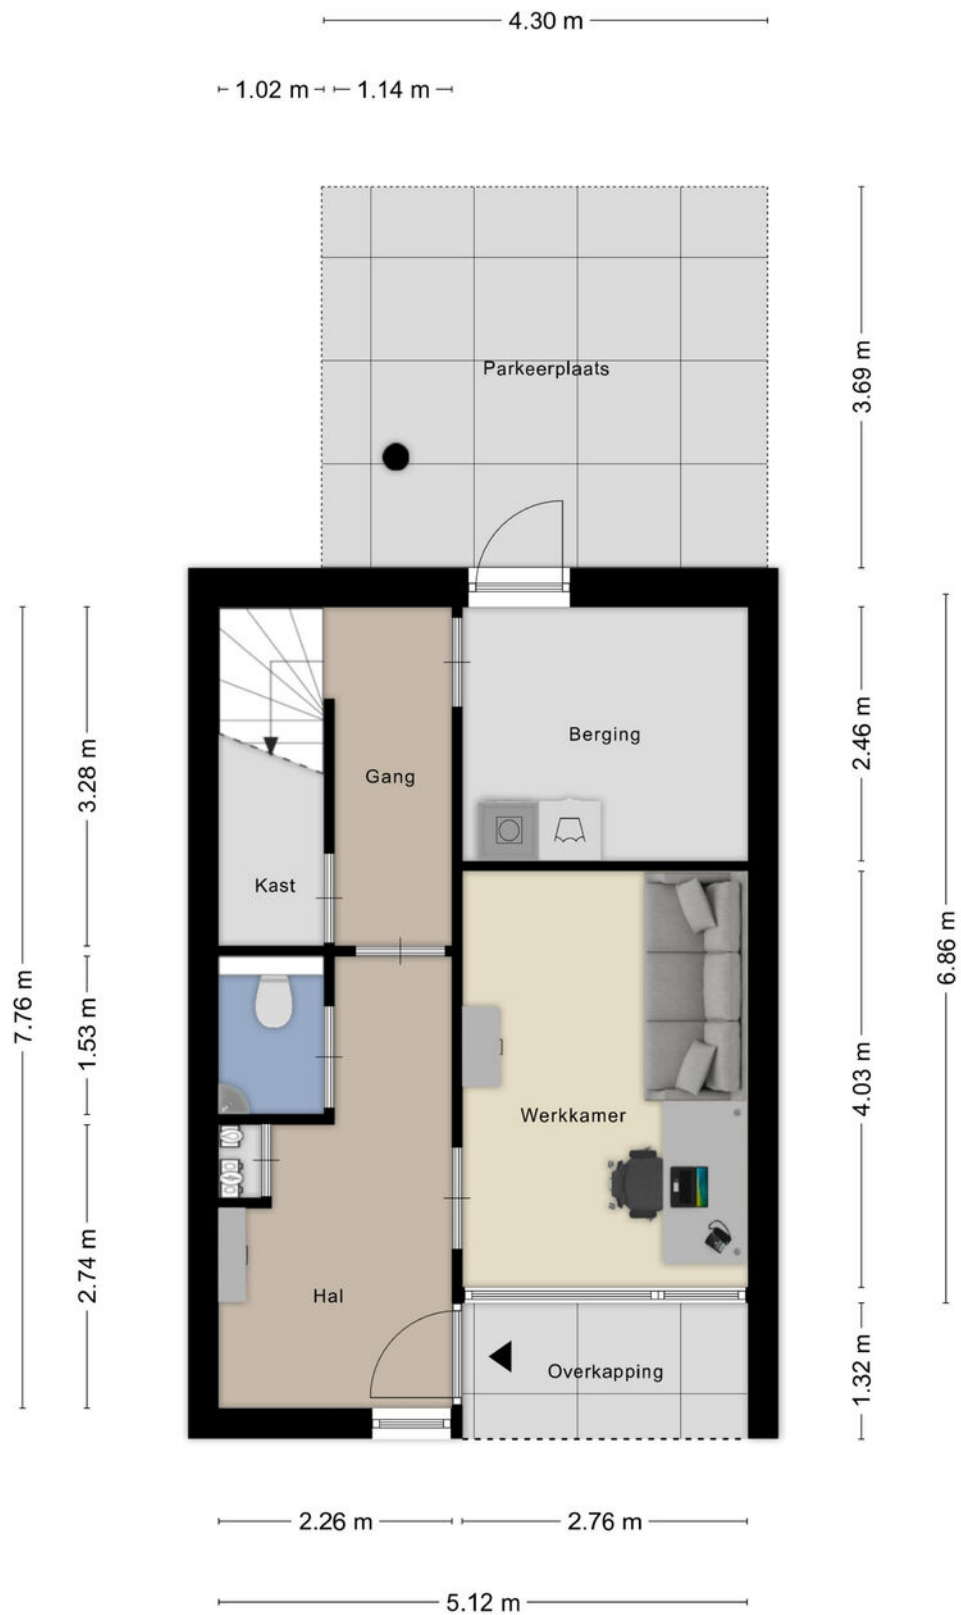 4.30 m
1.02 m
1.14 m
Parkeerplaats
3.69 m
Berging
2.46 m
Gang
3.28 m
Kast
6.86 m
7.76 m
1.53 m
4.03 m
Werkkamer
2.74 m
Hal
Overkapping
1.32 m
2.26 m
2.76 m
5.12 m